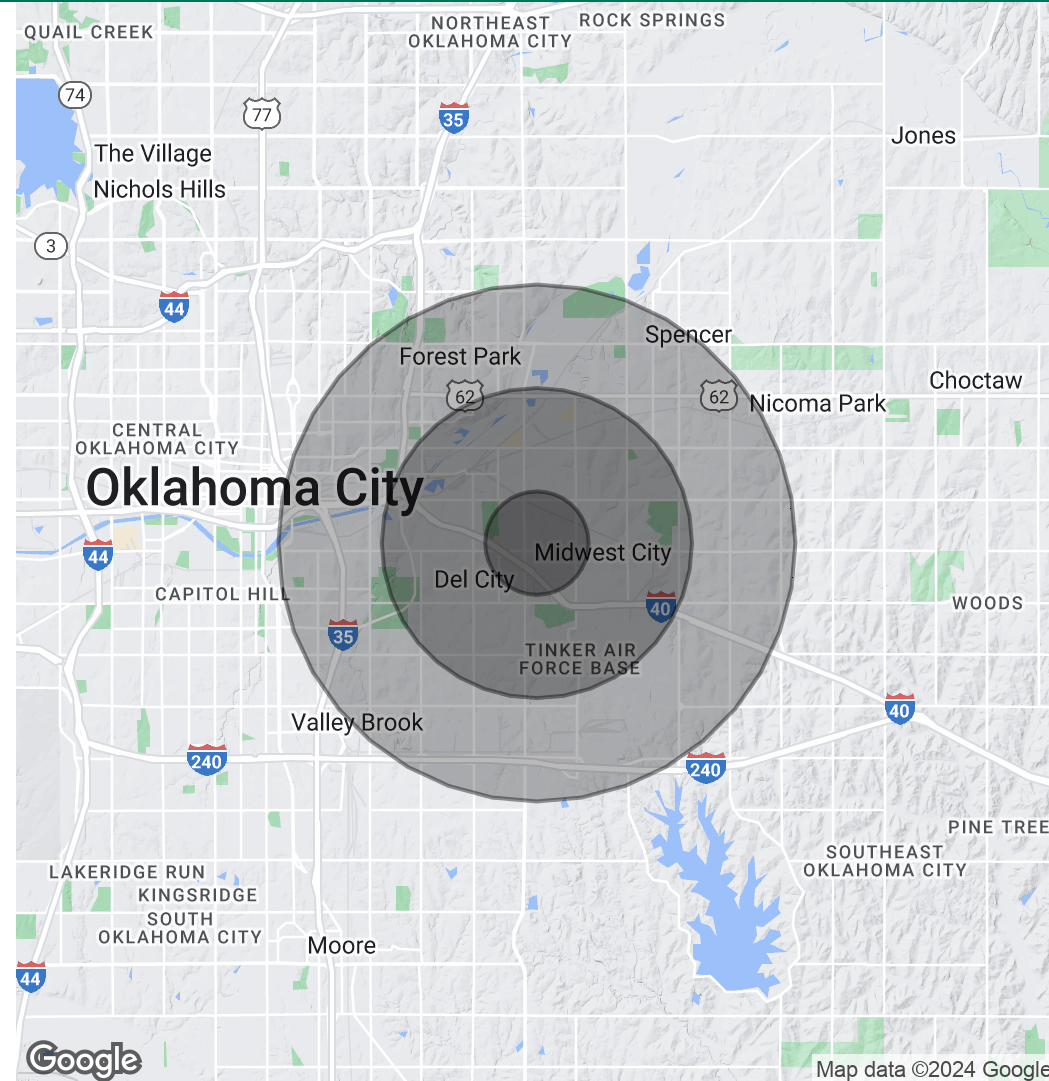 NORTHEAST
OKLAHOMA CITY
ROCK SPRINGS
QUAIL CREEK
74
77
35
Jones
The Village
Nichols Hills
3
44
Spencer
Forest Park
62
62
Choctaw
Nicoma Park
CENTRAL
OKLAHOMA CITY
Oklahoma City
44
Midwest City
Del City
CAPITOL HILL
40
WOODS
35
TINKER AIR
FORCE BASE
40
Valley Brook
240
240
PINE TREE
SOUTHEAST
OKLAHOMA CITY
LAKERIDGE RUN
KINGSRIDGE
SOUTH
OKLAHOMA CITY
Moore
44
Google
Map data ©2024 Google